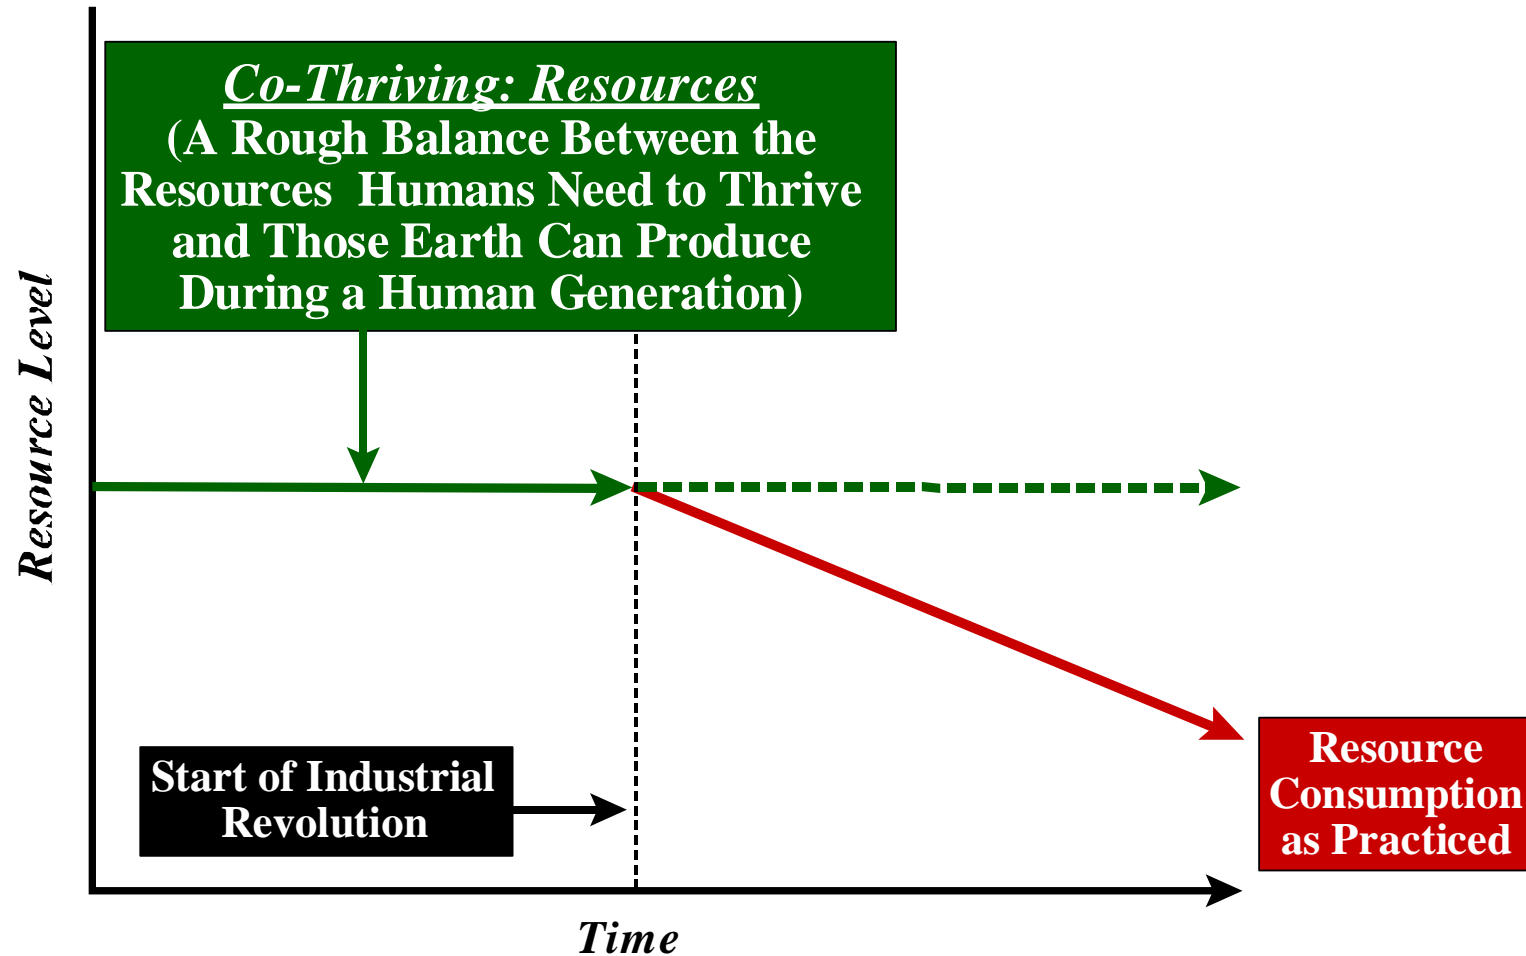 Co-Thriving: Resources
(A Rough Balance Between the
Resources  Humans Need to Thrive
and Those Earth Can Produce
During a Human Generation)
Resource Level
Start of Industrial
Revolution
Resource
Consumption
as Practiced
Time